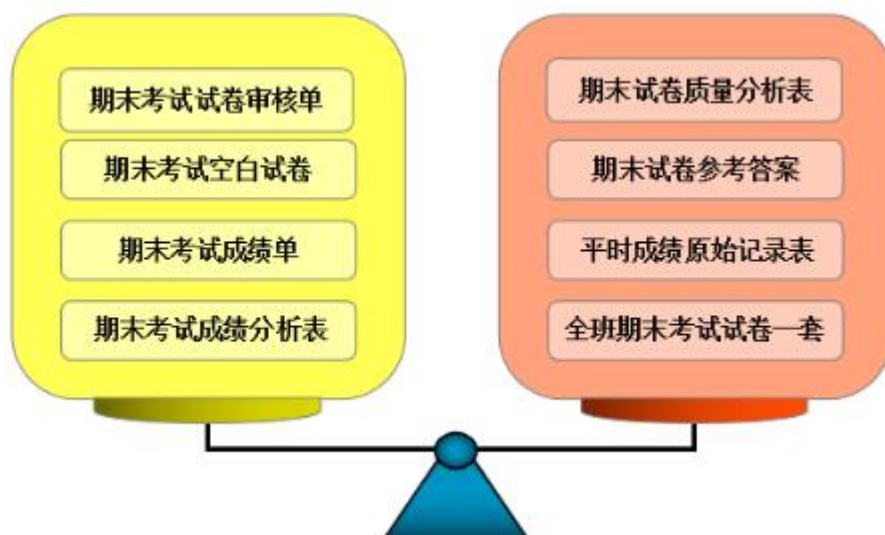 期末考试试卷审核单
期末考试空白试卷
期末考试成绩单
期末考试成绩分析表
期末试卷质量分析表
期末试卷参考答案
平时成绩原始记录表
全班期末考试试卷一套